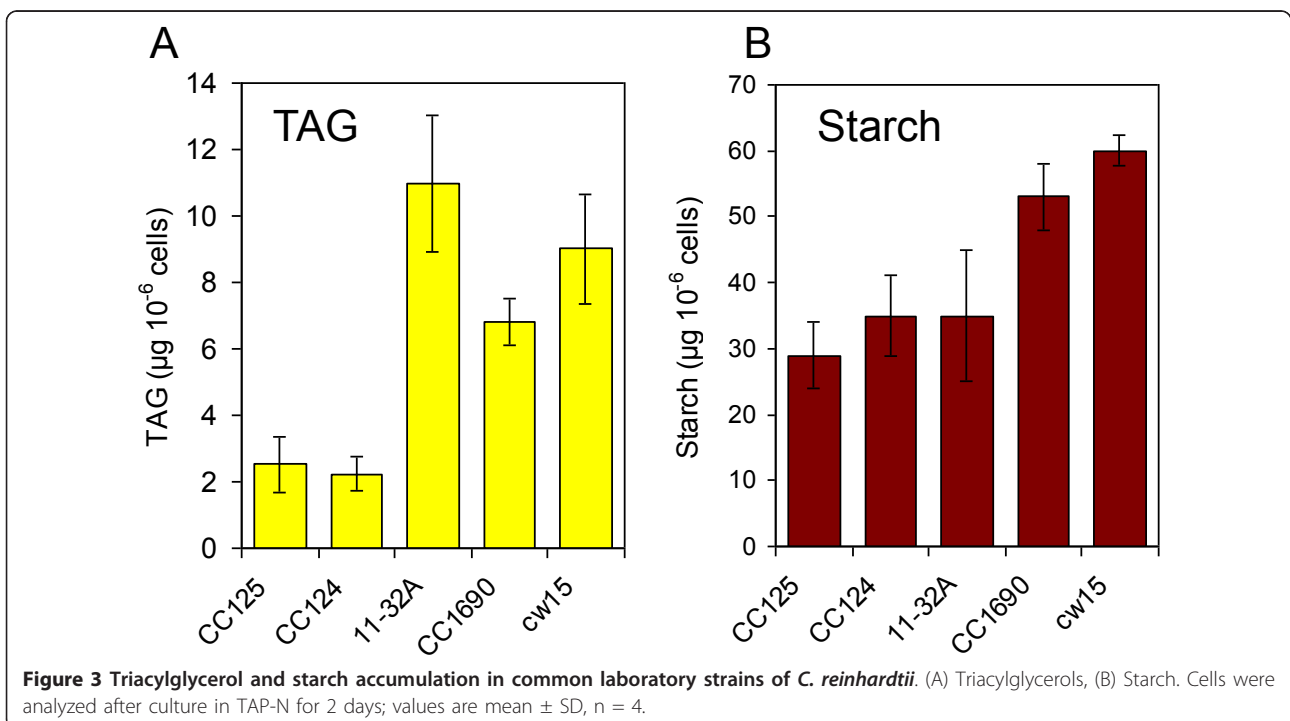 A
TAG
TAG (µg 10⁻⁶ cells)
14
12
10
8
6
4
2
0
CC125
CC124
11-32A
CC1690
cw15
B
Starch
Starch (µg 10⁻⁶ cells)
70
60
50
40
30
20
10
0
CC125
CC124
11-32A
CC1690
cw15
Figure 3 Triacylglycerol and starch accumulation in common laboratory strains of C. reinhardtii. (A) Triacylglycerols, (B) Starch. Cells were
analyzed after culture in TAP-N for 2 days; values are mean ± SD, n = 4.